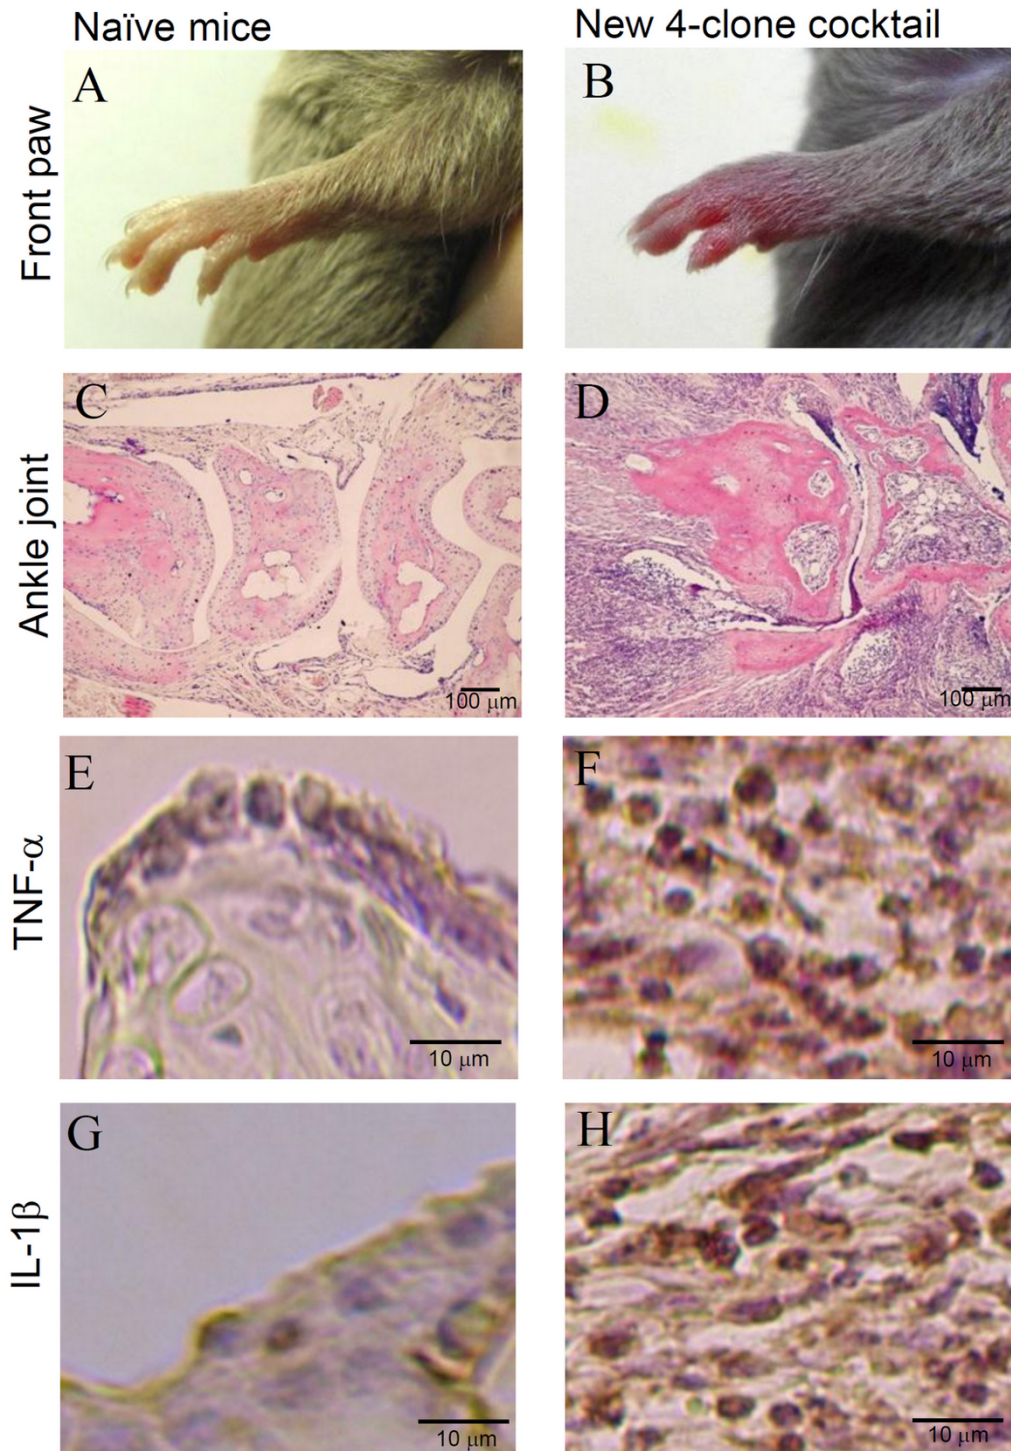 Naïve mice
New 4-clone cocktail
Front paw
A
B
Ankle joint
C
100 μm
D
100 μm
TNF-α
E
10 μm
F
10 μm
IL-1β
G
10 μm
H
10 μm